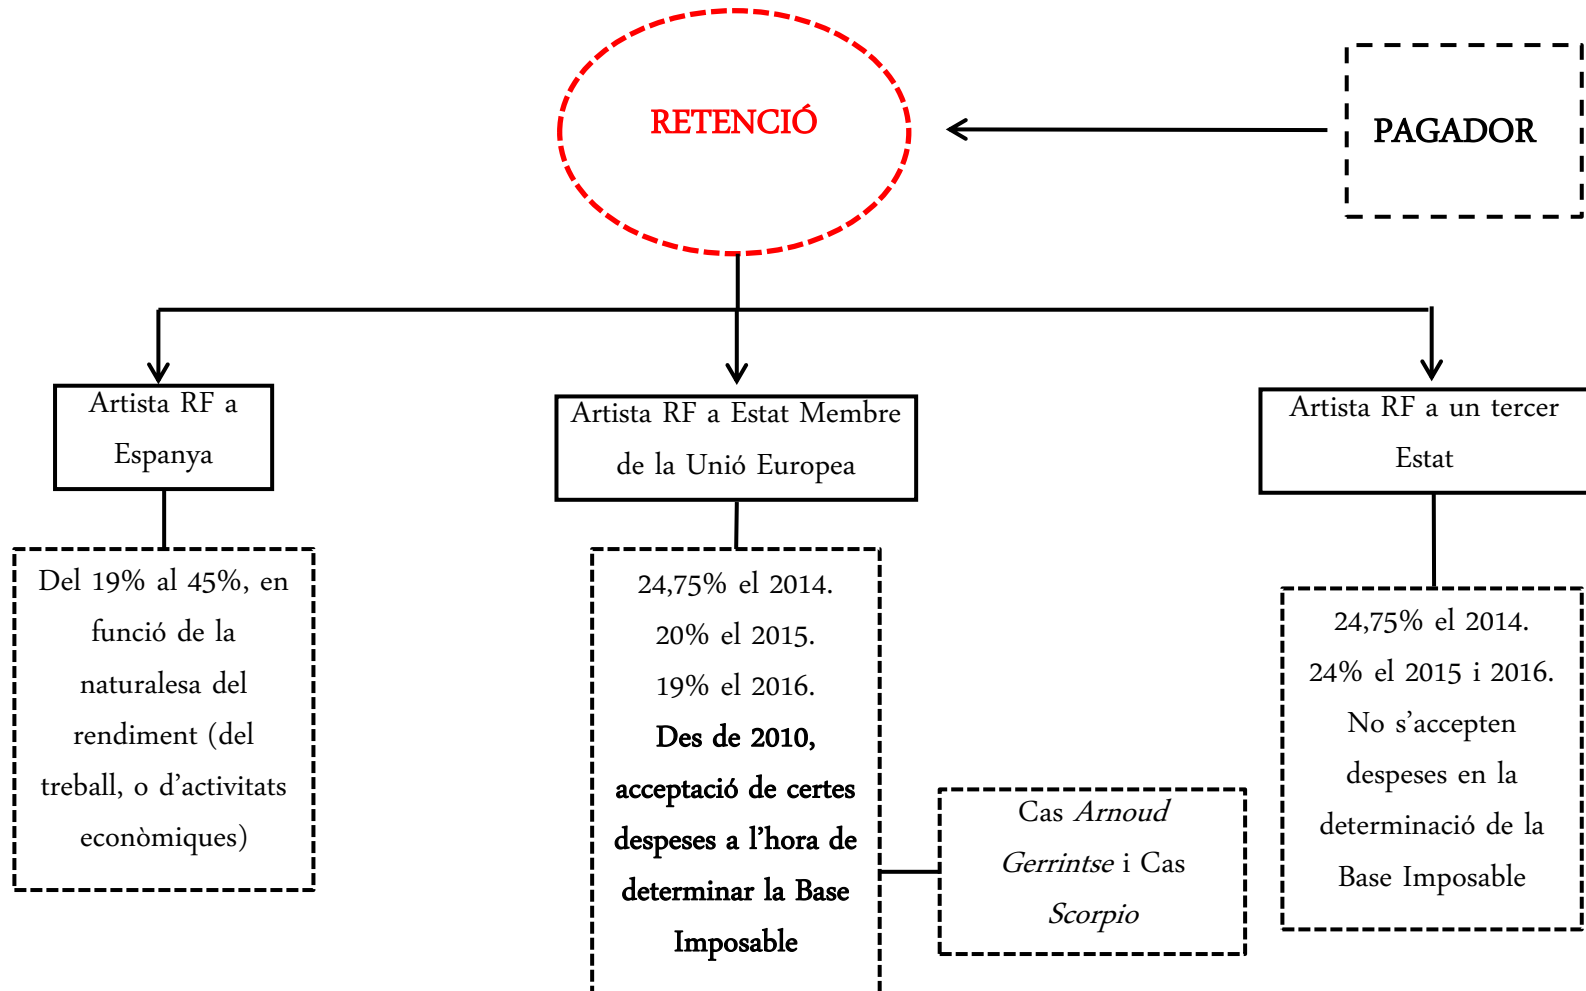 RETENCIÓ
PAGADOR
Artista RF a
Espanya
Artista RF a Estat Membre
de la Unió Europea
Artista RF a un tercer
Estat
Del 19% al 45%, en
funció de la
naturalesa del
rendiment (del
treball, o d’activitats
econòmiques)
24,75% el 2014.
20% el 2015.
19% el 2016.
Des de 2010,
acceptació de certes
despeses a l’hora de
determinar la Base
Imposable
Cas Arnoud
Gerrintse i Cas
Scorpio
24,75% el 2014.
24% el 2015 i 2016.
No s’accepten
despeses en la
determinació de la
Base Imposable